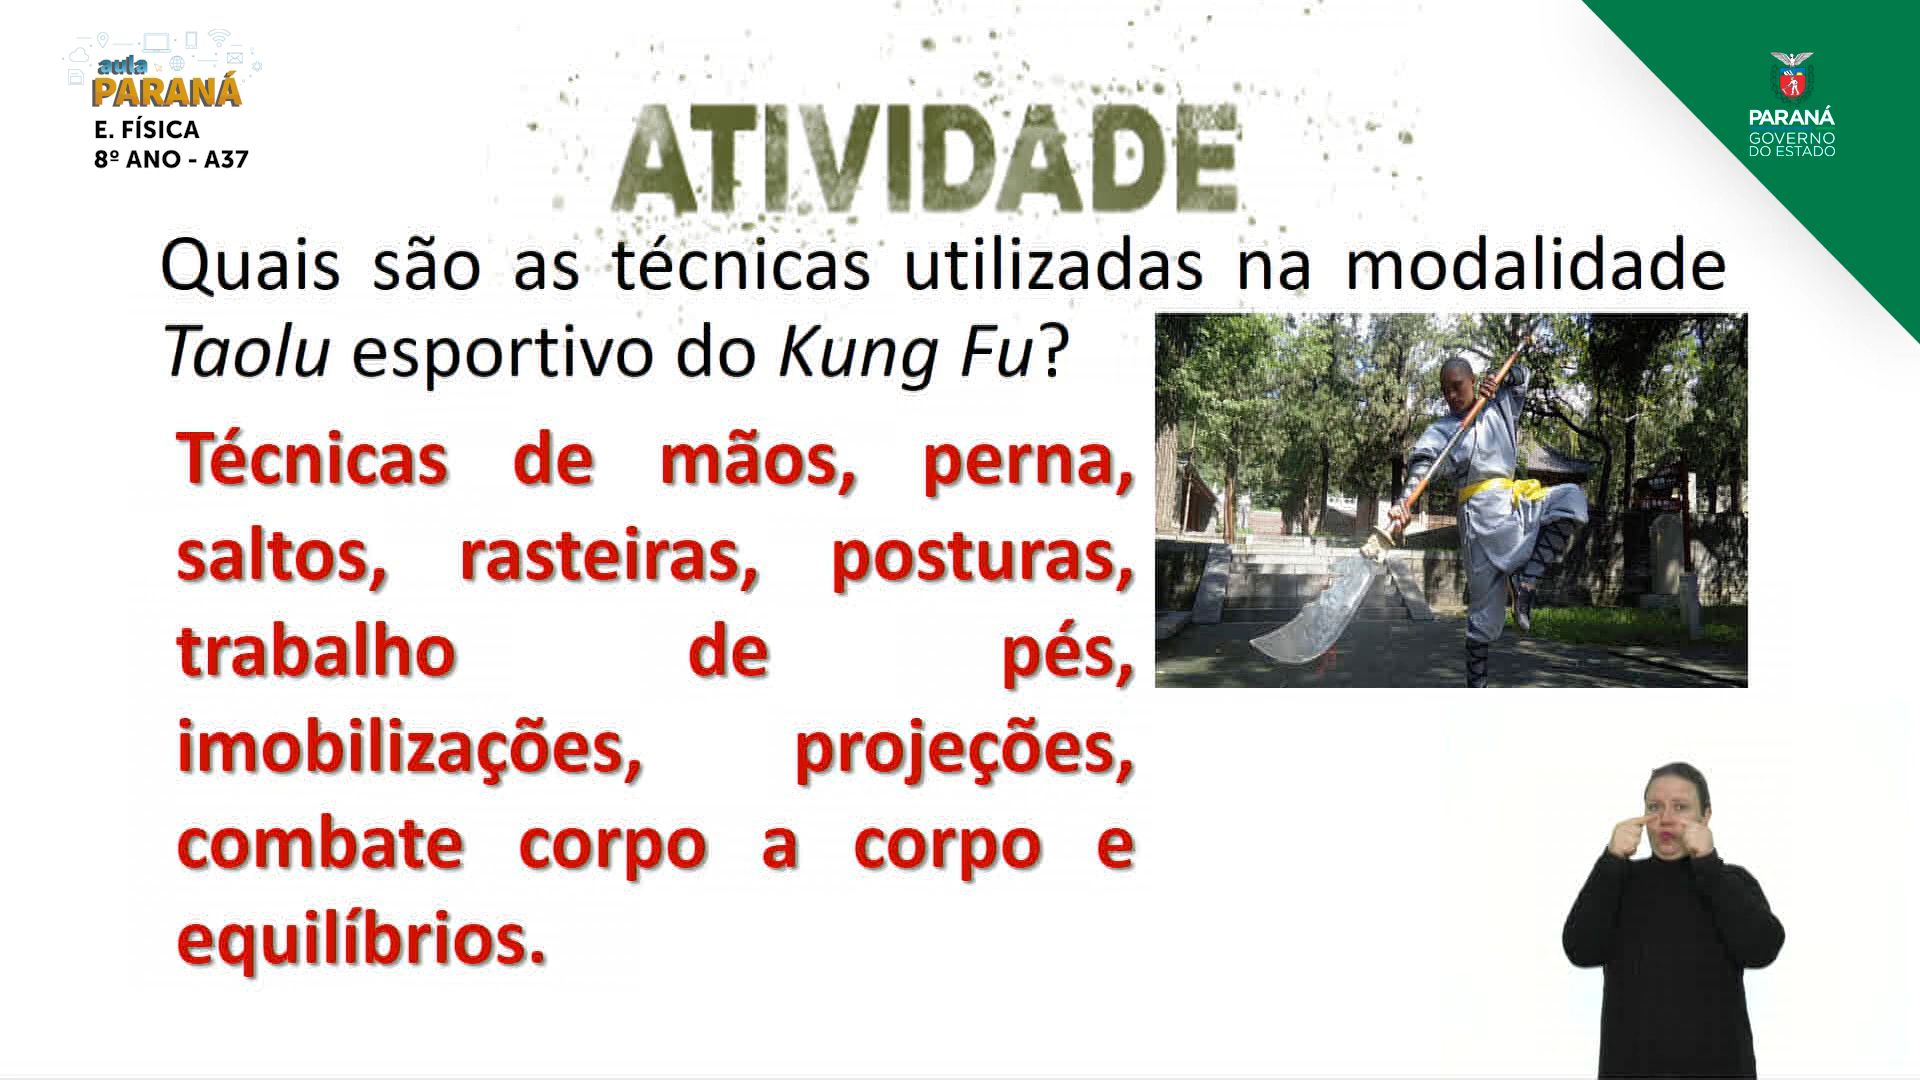 aula
PARANÁ
E. FÍSICA
8º ANO - A37
ATIVIDADE
PARANÁ
GOVERNO
DO ESTADO
Quais são as técnicas utilizadas na modalidade
Taolu esportivo do Kung Fu?
Técnicas de mãos, perna,
saltos, rasteiras, posturas,
trabalho de pés,
imobilizações, projeções,
combate corpo a corpo e
equilíbrios.